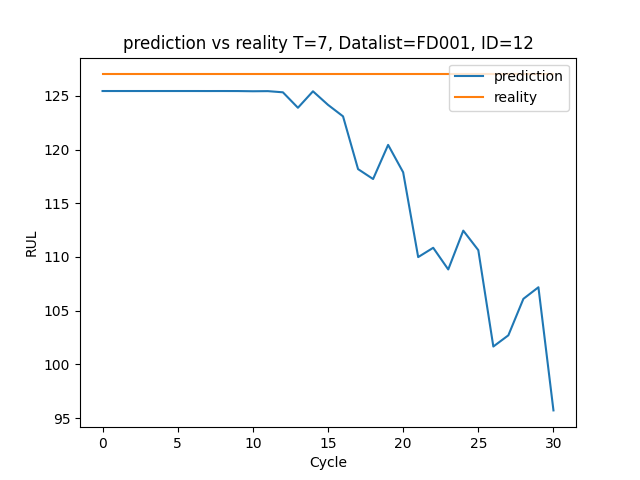 prediction vs reality T=7, Datalist=FD001, ID=12
prediction
reality
125
120
115
110
105
100
95
RUL
0 5 10 15 20 25 30
Cycle